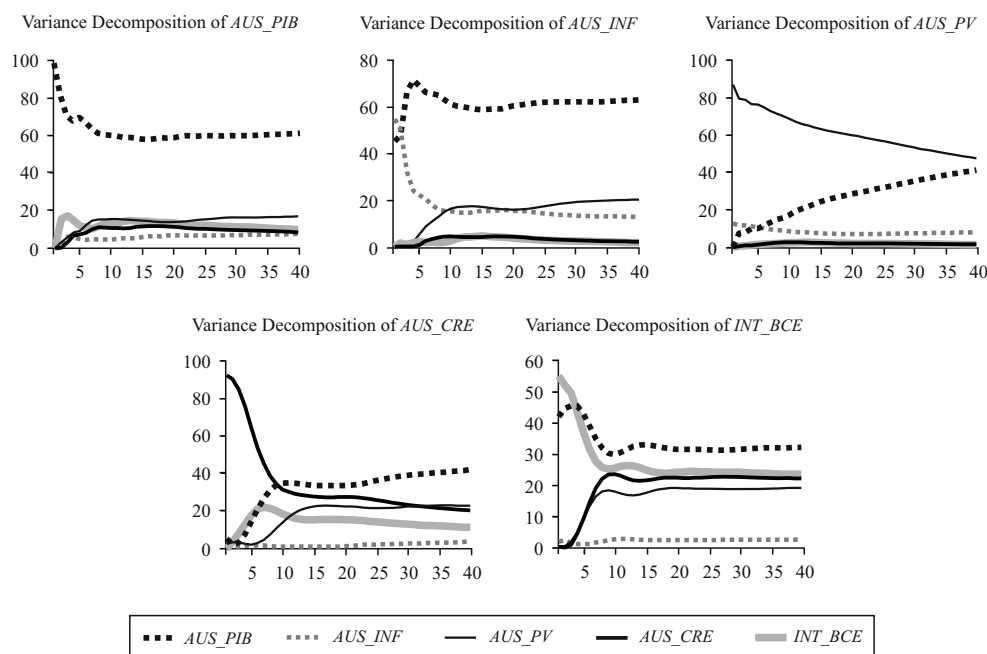 Variance Decomposition of AUS_PIB
100
80
60
40
20
0
5 10 15 20 25 30 35 40
Variance Decomposition of AUS_INF
80
60
40
20
0
5 10 15 20 25 30 35 40
Variance Decomposition of AUS_PV
100
80
60
40
20
0
5 10 15 20 25 30 35 40
Variance Decomposition of AUS_CRE
100
80
60
40
20
0
5 10 15 20 25 30 35 40
Variance Decomposition of INT_BCE
60
50
40
30
20
10
0
5 10 15 20 25 30 35 40
AUS_PIB AUS_INF AUS_PV AUS_CRE INT_BCE